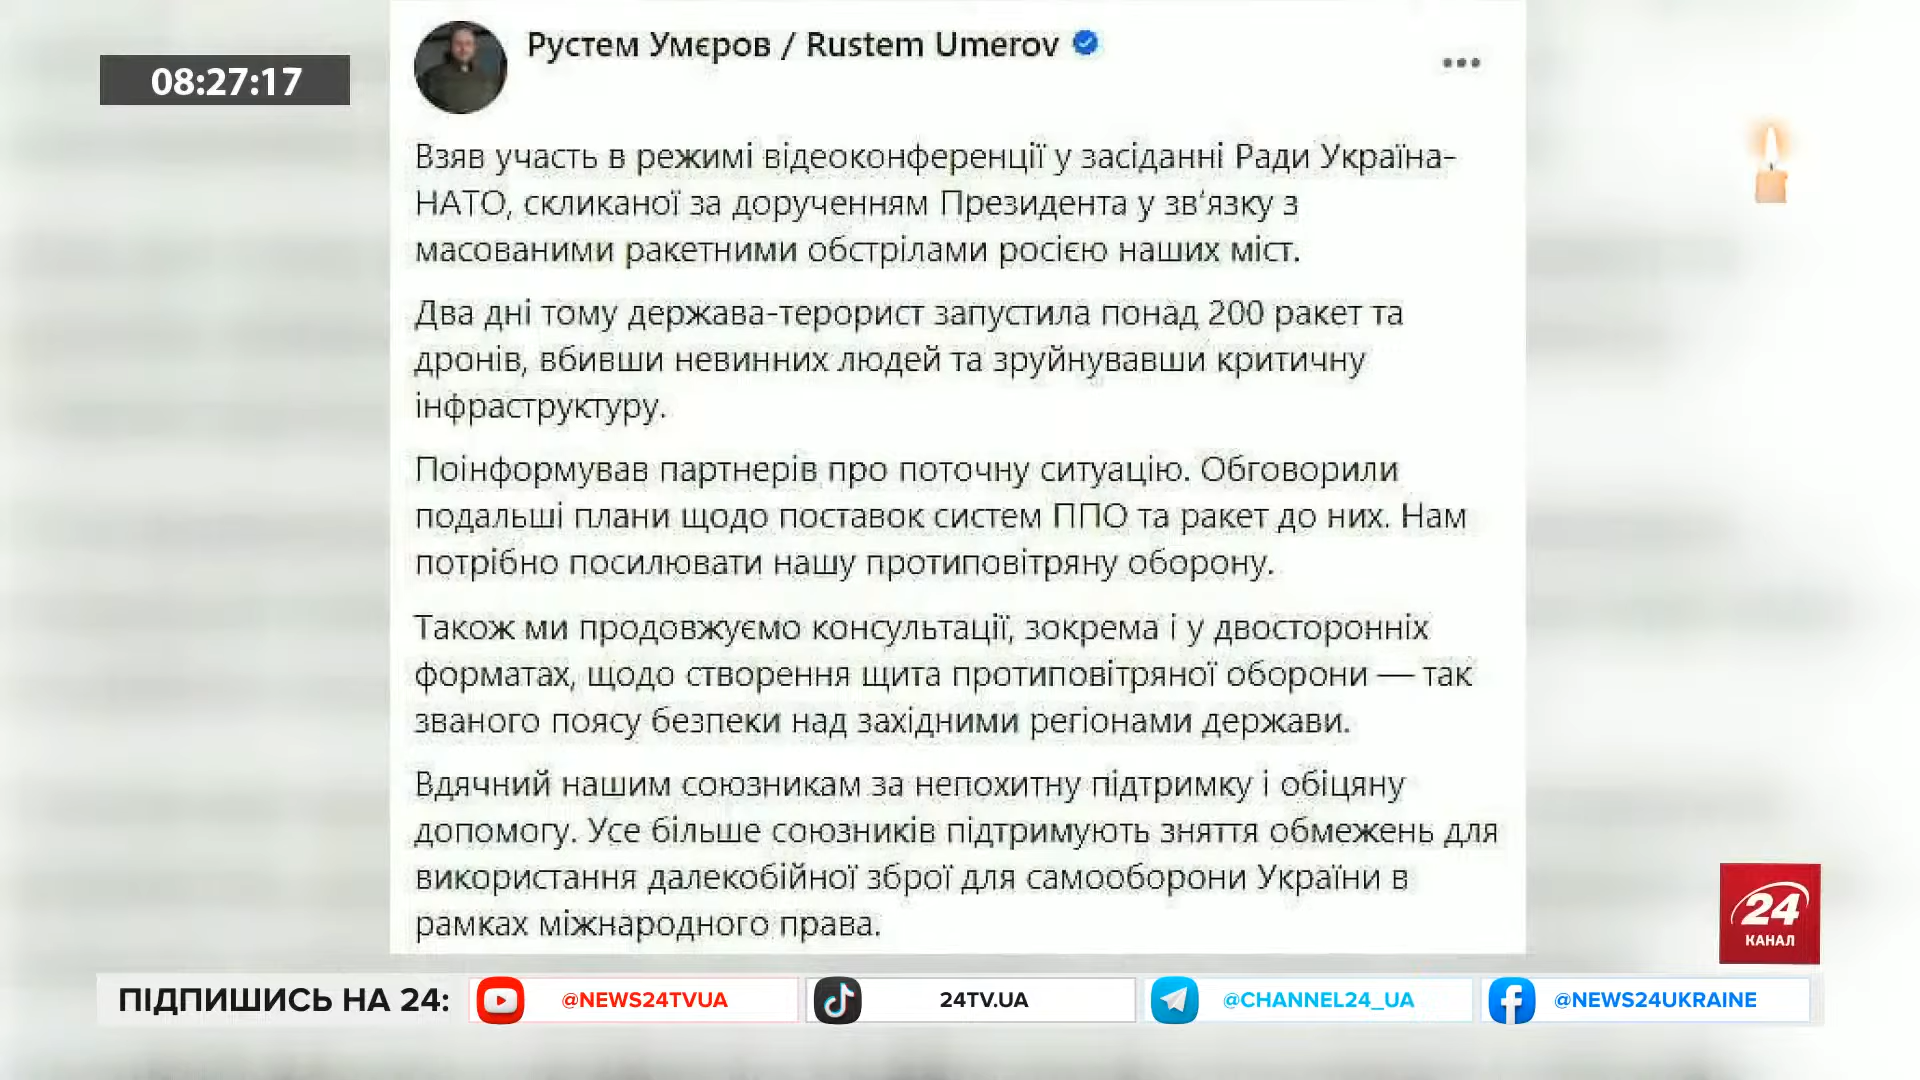 08:27:17
Рустем Умєров / Rustem Umerov
Взяв участь в режимі відеоконференції у засіданні Ради Україна-
НАТО, скликаної за дорученням Президента у зв'язку з
масованими ракетними обстрілами росією наших міст.
Два дні тому держава-терорист запустила понад 200 ракет та
дронів, вбивши невинних людей та зруйнувавши критичну
інфраструктуру.
Поінформував партнерів про поточну ситуацію. Обговорили
подальші плани щодо поставок систем ППО та ракет до них. Нам
потрібно посилювати нашу протиповітряну оборону.
Також ми продовжуємо консультації, зокрема і у двосторонніх
форматах, щодо створення щита протиповітряної оборони — так
званого поясу безпеки над західними регіонами держави.
Вдячний нашим союзникам за непохитну підтримку і обіцяну
допомогу. Усе більше союзників підтримують зняття обмежень для
використання далекобійної зброї для самооборони України в
рамках міжнародного права.
24
КАНАЛ
ПІДПИШИСЬ НА 24: @NEWS24TVUA 24TV.UA @CHANNEL24_UA @NEWS24UKRAINE